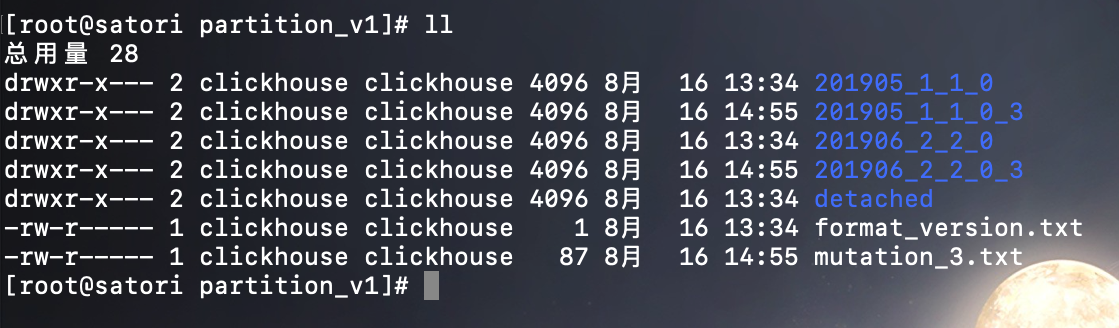 [root@satori partition_v1]# ll
总用量 28
drwxr-x--- 2 clickhouse clickhouse 4096 8月  16 13:34 201905_1_1_0
drwxr-x--- 2 clickhouse clickhouse 4096 8月  16 14:55 201905_1_1_0_3
drwxr-x--- 2 clickhouse clickhouse 4096 8月  16 13:34 201906_2_2_0
drwxr-x--- 2 clickhouse clickhouse 4096 8月  16 14:55 201906_2_2_0_3
drwxr-x--- 2 clickhouse clickhouse 4096 8月  16 13:34 detached
-rw-r----- 1 clickhouse clickhouse    1 8月  16 13:34 format_version.txt
-rw-r----- 1 clickhouse clickhouse   87 8月  16 14:55 mutation_3.txt
[root@satori partition_v1]#